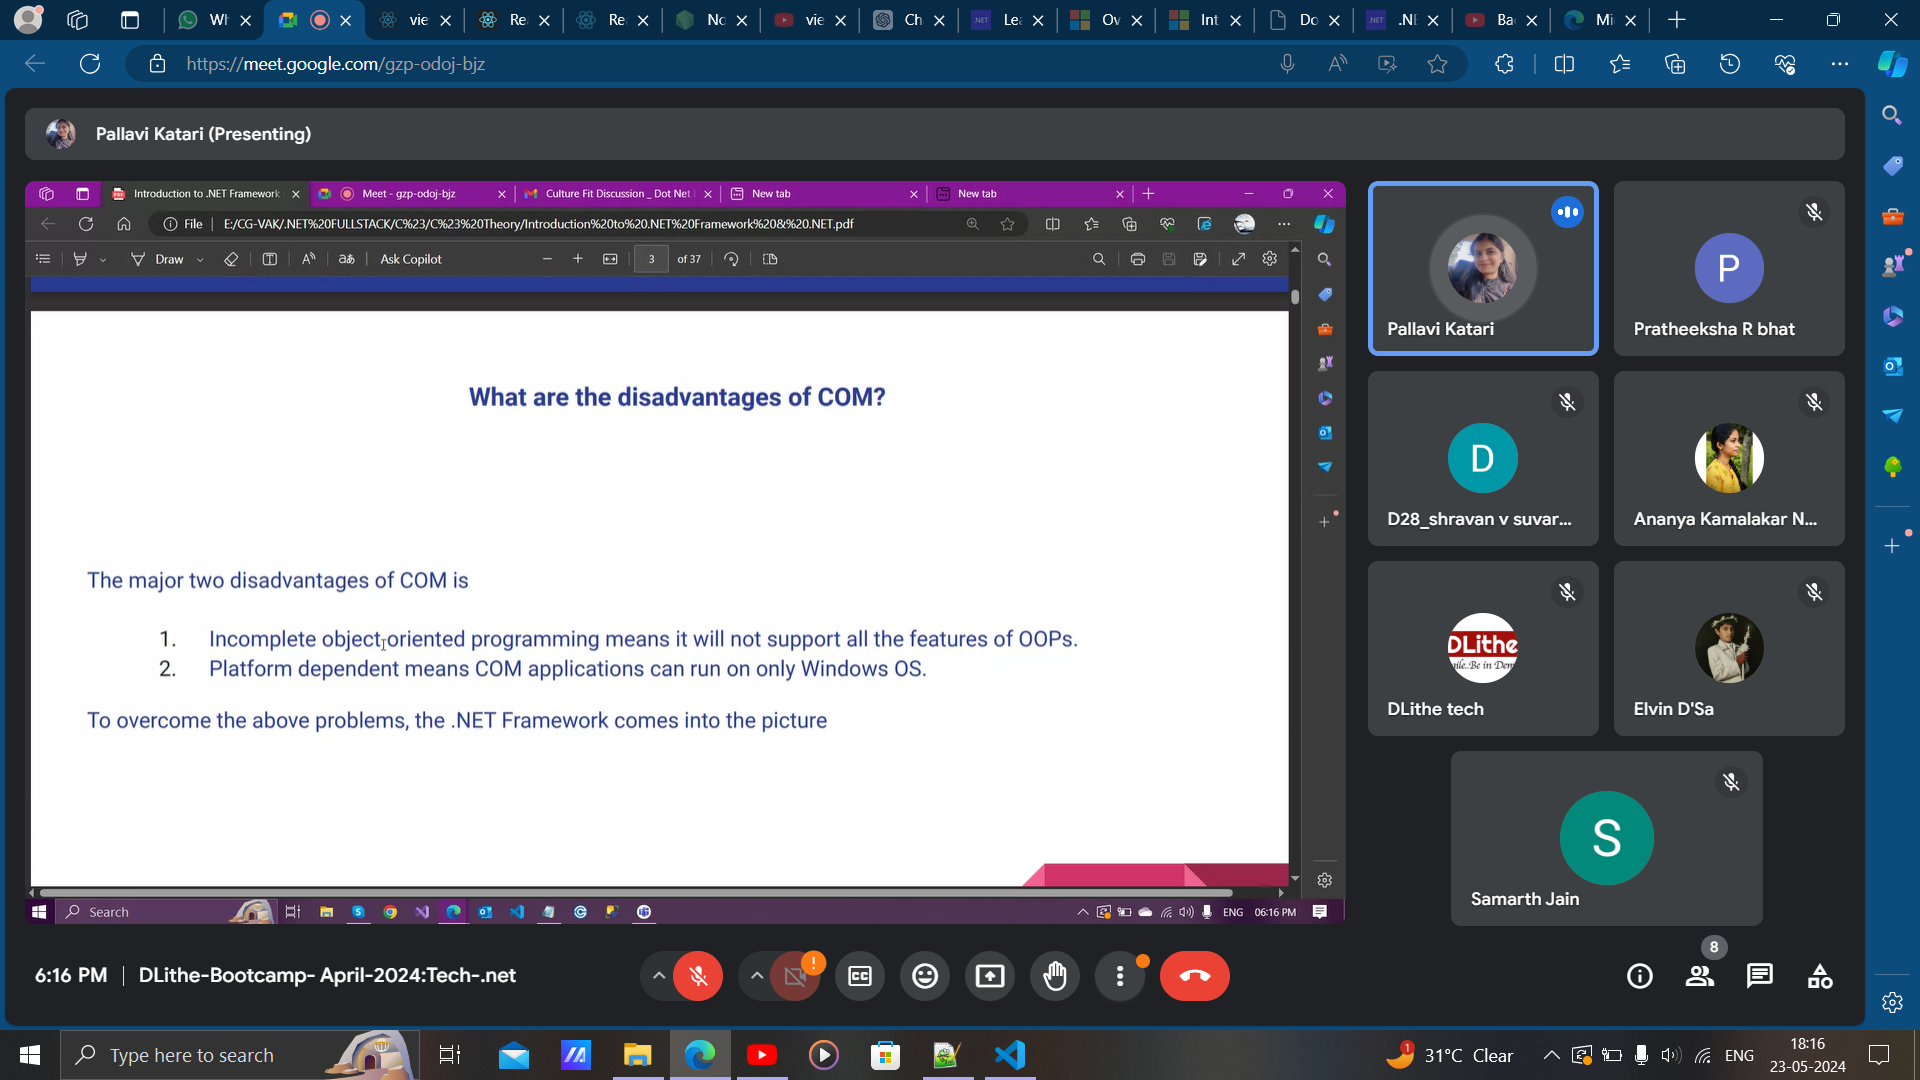 Wh
vie
Rea
Rea
No
vie
Ch
Lea
Ov
Int
Do
.NE
Ba
Mi
https://meet.google.com/gzp-odoj-bjz
Pallavi Katari (Presenting)
Introduction to .NET Framework
Meet - gzp-odoj-bjz
Culture Fit Discussion _ Dot Net
New tab
New tab
File
E:/CG-VAK/.NET%20FULLSTACK/C%23/C%23%20Theory/Introduction%20to%20.NET%20Framework%20&%20.NET.pdf
Draw
Ask Copilot
3 of 37
What are the disadvantages of COM?
The major two disadvantages of COM is
1. Incomplete object-oriented programming means it will not support all the features of OOPs.
2. Platform dependent means COM applications can run on only Windows OS.
To overcome the above problems, the .NET Framework comes into the picture
Search
ENG 06:16 PM
Pallavi Katari
P
Pratheeksha R bhat
D
D28_shravan v suvar...
Ananya Kamalakar N...
DLithe
DLithe tech
Elvin D'Sa
S
Samarth Jain
6:16 PM
DLithe-Bootcamp- April-2024:Tech-.net
8
Type here to search
1
31°C Clear
ENG
18:16
23-05-2024